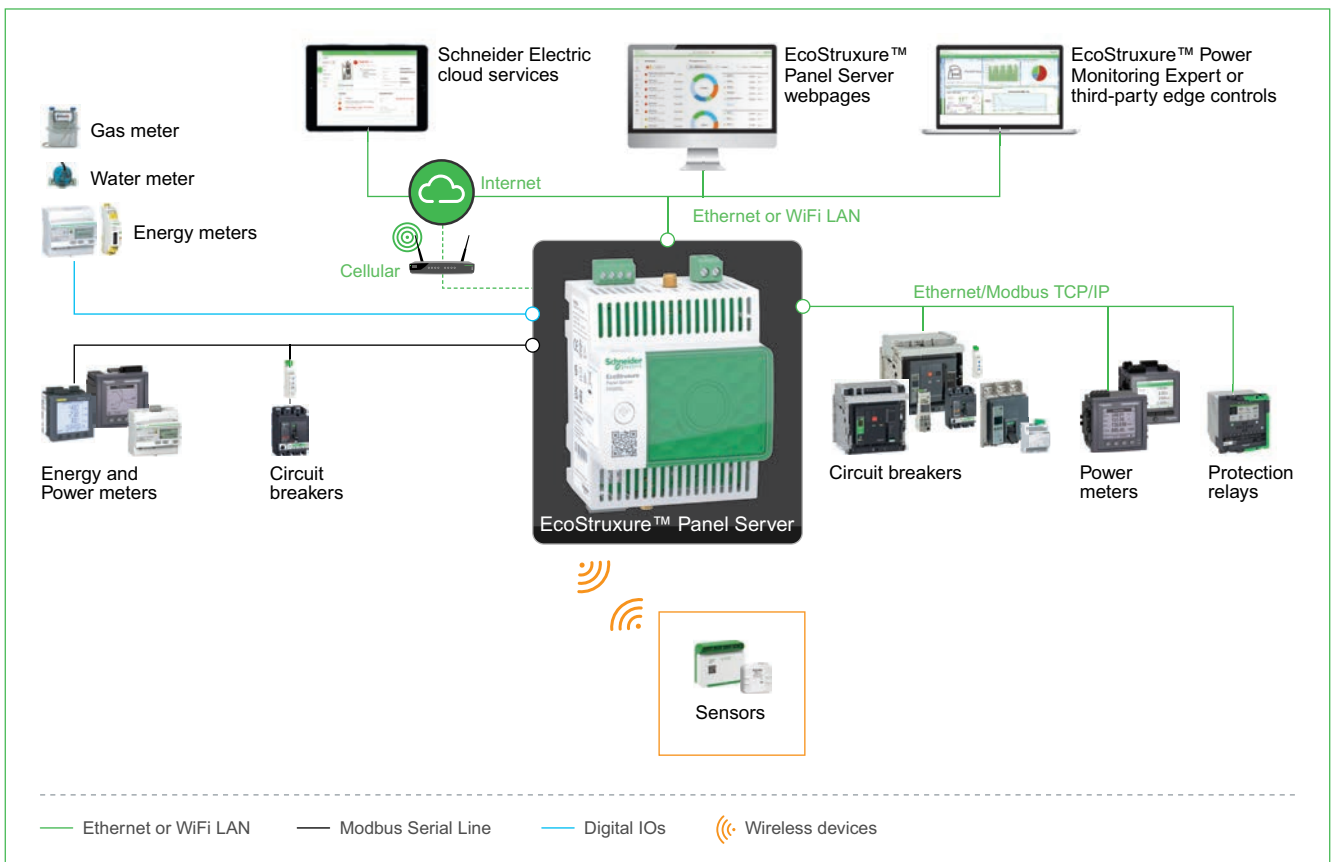 Schneider Electric
cloud services
EcoStruxure™
Panel Server
webpages
EcoStruxure™ Power
Monitoring Expert or
third-party edge controls
Gas meter
Water meter
Energy meters
Internet
Ethernet or WiFi LAN
Cellular
Ethernet/Modbus TCP/IP
Schneider
Electric
EcoStruxure
Panel Server
Energy and
Power meters
Circuit
breakers
EcoStruxure™ Panel Server
Circuit breakers
Power
meters
Protection
relays
Sensors
Ethernet or WiFi LAN
Modbus Serial Line
Digital IOs
Wireless devices